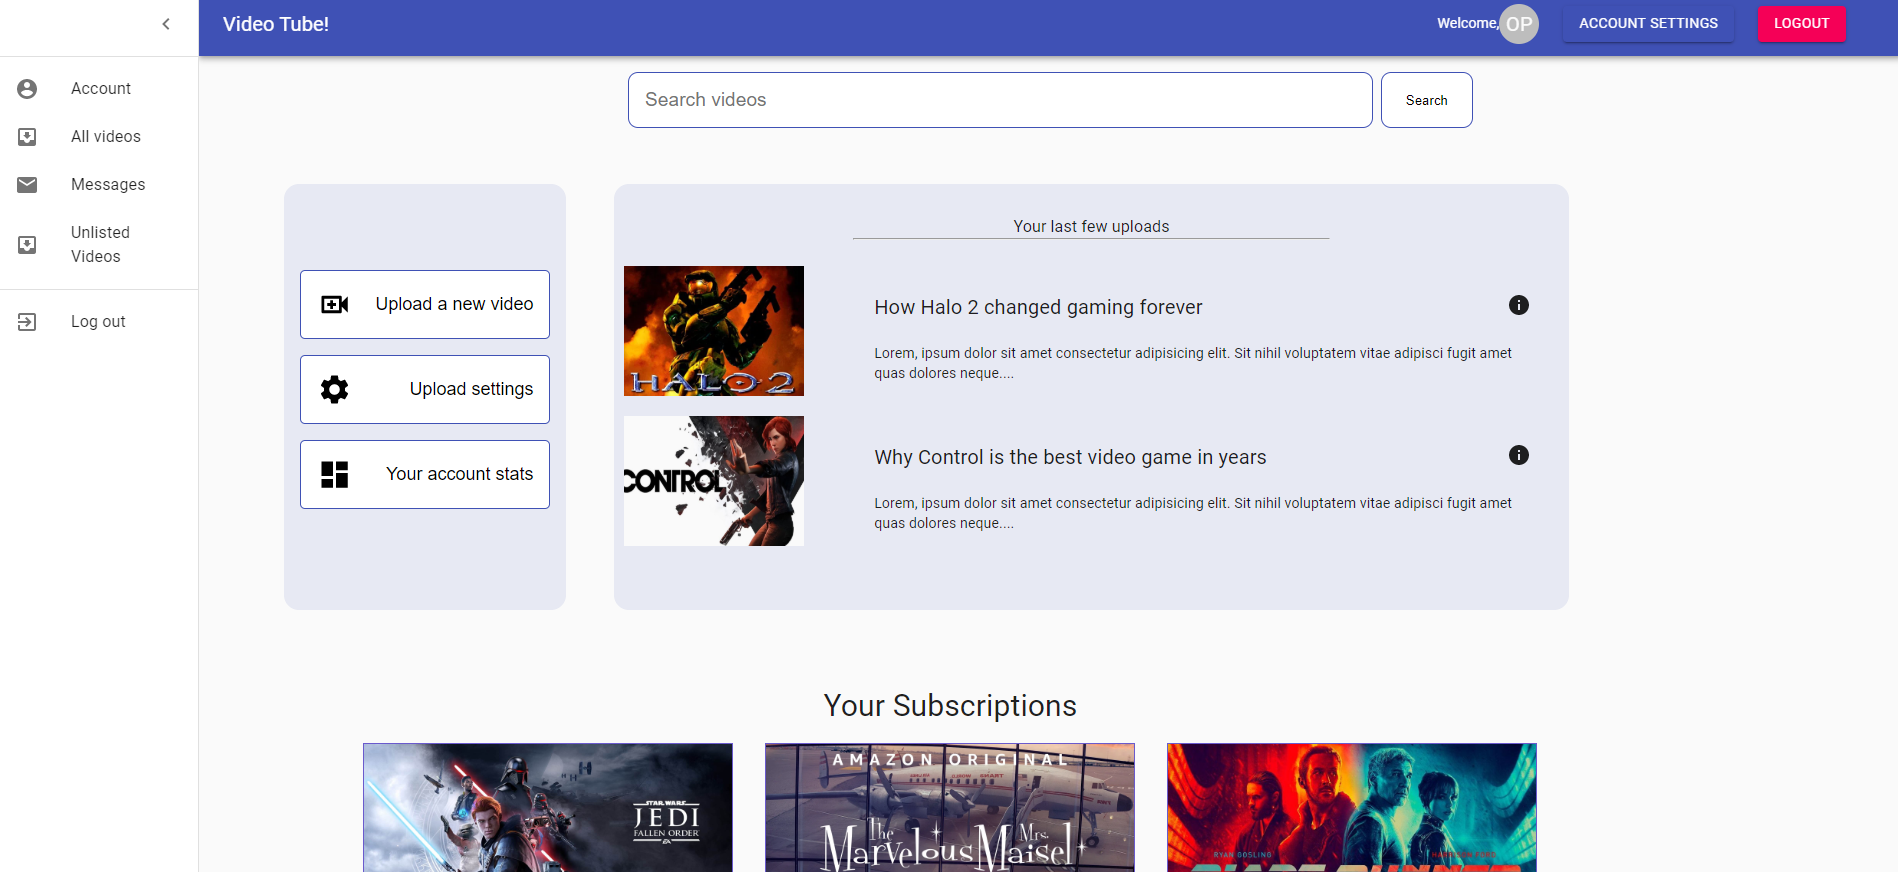 Video Tube!
Welcome, OP
ACCOUNT SETTINGS
LOGOUT
Account
All videos
Messages
Unlisted
Videos
Log out
Search videos
Search
Upload a new video
Upload settings
Your account stats
Your last few uploads
HALO 2
How Halo 2 changed gaming forever
Lorem, ipsum dolor sit amet consectetur adipisicing elit. Sit nihil voluptatem vitae adipisci fugit amet
quas dolores neque....
CONTROL
Why Control is the best video game in years
Lorem, ipsum dolor sit amet consectetur adipisicing elit. Sit nihil voluptatem vitae adipisci fugit amet
quas dolores neque....
Your Subscriptions
STAR WARS
JEDI
FALLEN ORDER
EA
AMAZON ORIGINAL
The
Marvelous Mrs.
Maisel
RYAN GOSLING
HARRISON FORD
BLADE RUNNER